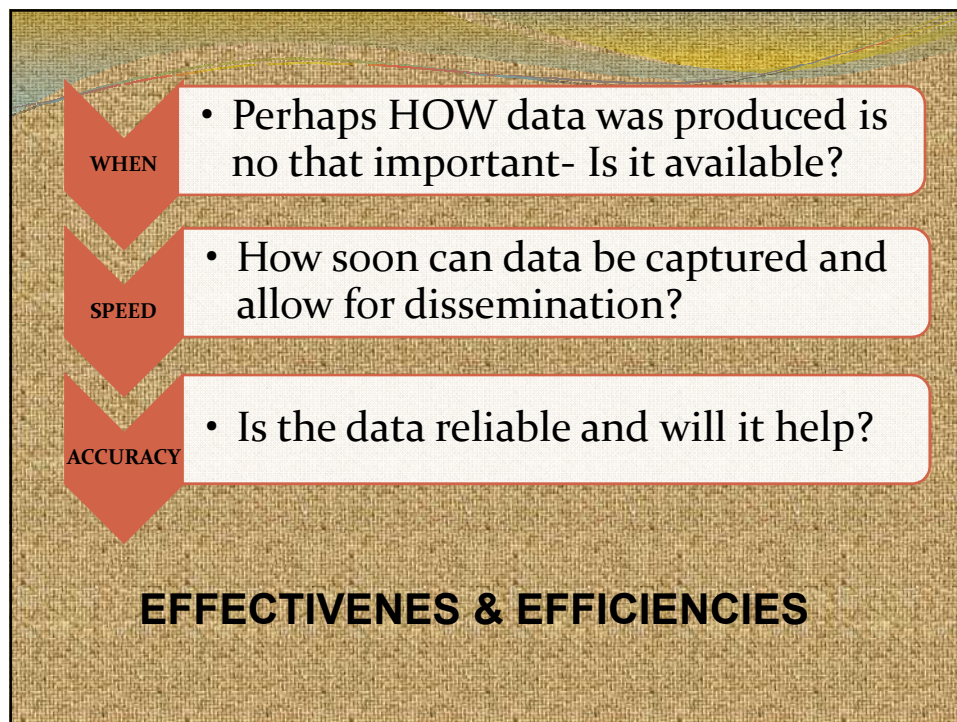 WHEN
• Perhaps HOW data was produced is
no that important- Is it available?
SPEED
• How soon can data be captured and
allow for dissemination?
ACCURACY
• Is the data reliable and will it help?
EFFECTIVENES & EFFICIENCIES